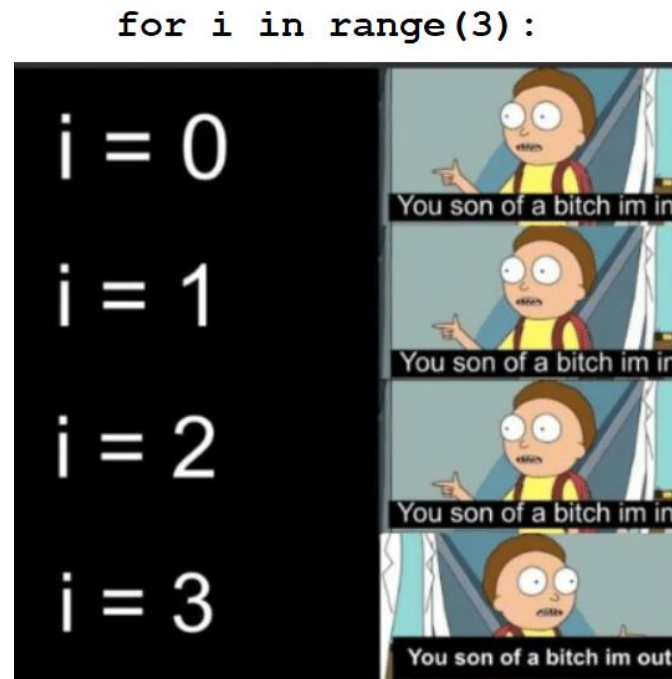 for i in range(3):
i = 0
You son of a bitch im in
i = 1
You son of a bitch im in
i = 2
You son of a bitch im in
i = 3
You son of a bitch im out